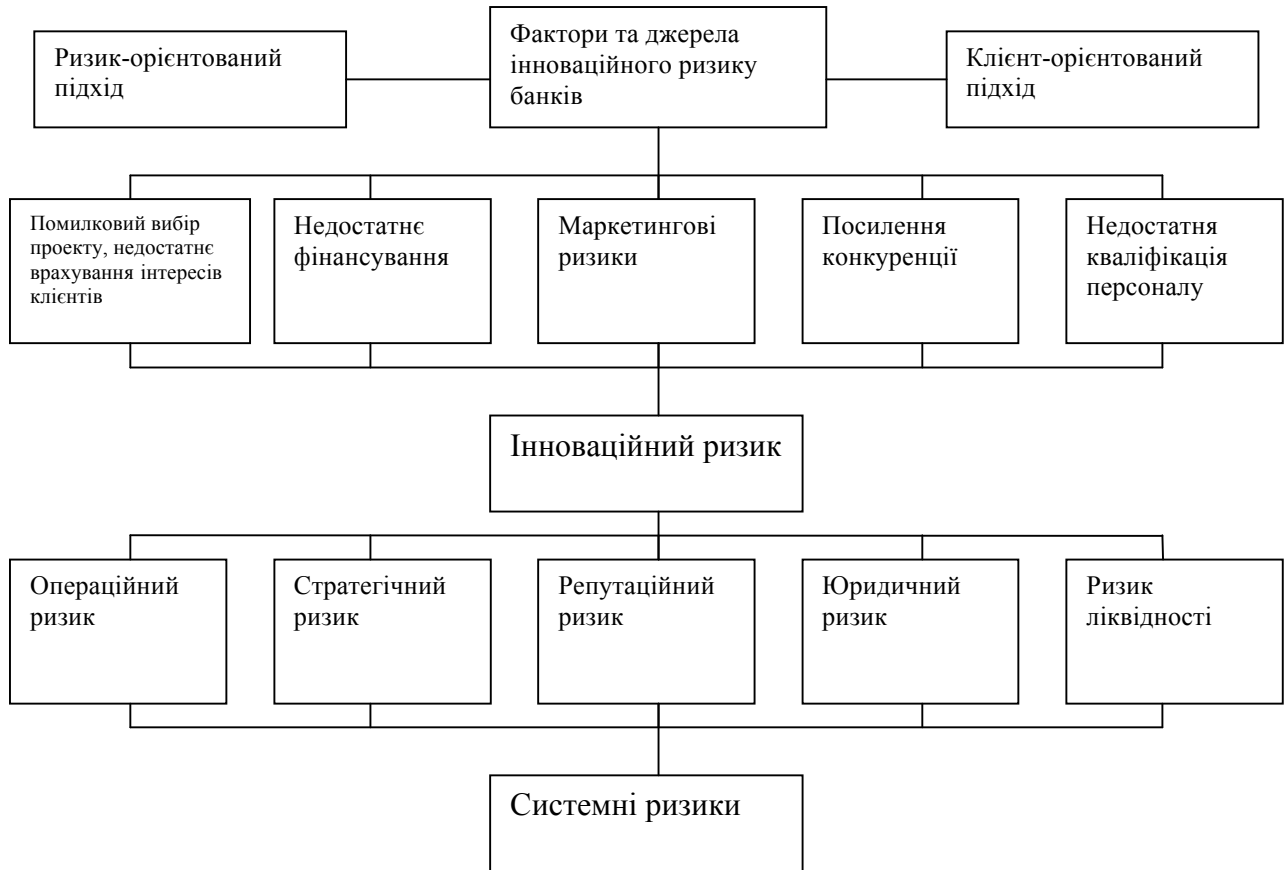 Ризик-орієнтований
підхід
Фактори та джерела
інноваційного ризику
банків
Клієнт-орієнтований
підхід
Помилковий вибір
проекту, недостатнє
врахування інтересів
клієнтів
Недостатнє
фінансування
Маркетингові
ризики
Посилення
конкуренції
Недостатня
кваліфікація
персоналу
Інноваційний ризик
Операційний
ризик
Стратегічний
ризик
Репутаційний
ризик
Юридичний
ризик
Ризик
ліквідності
Системні ризики